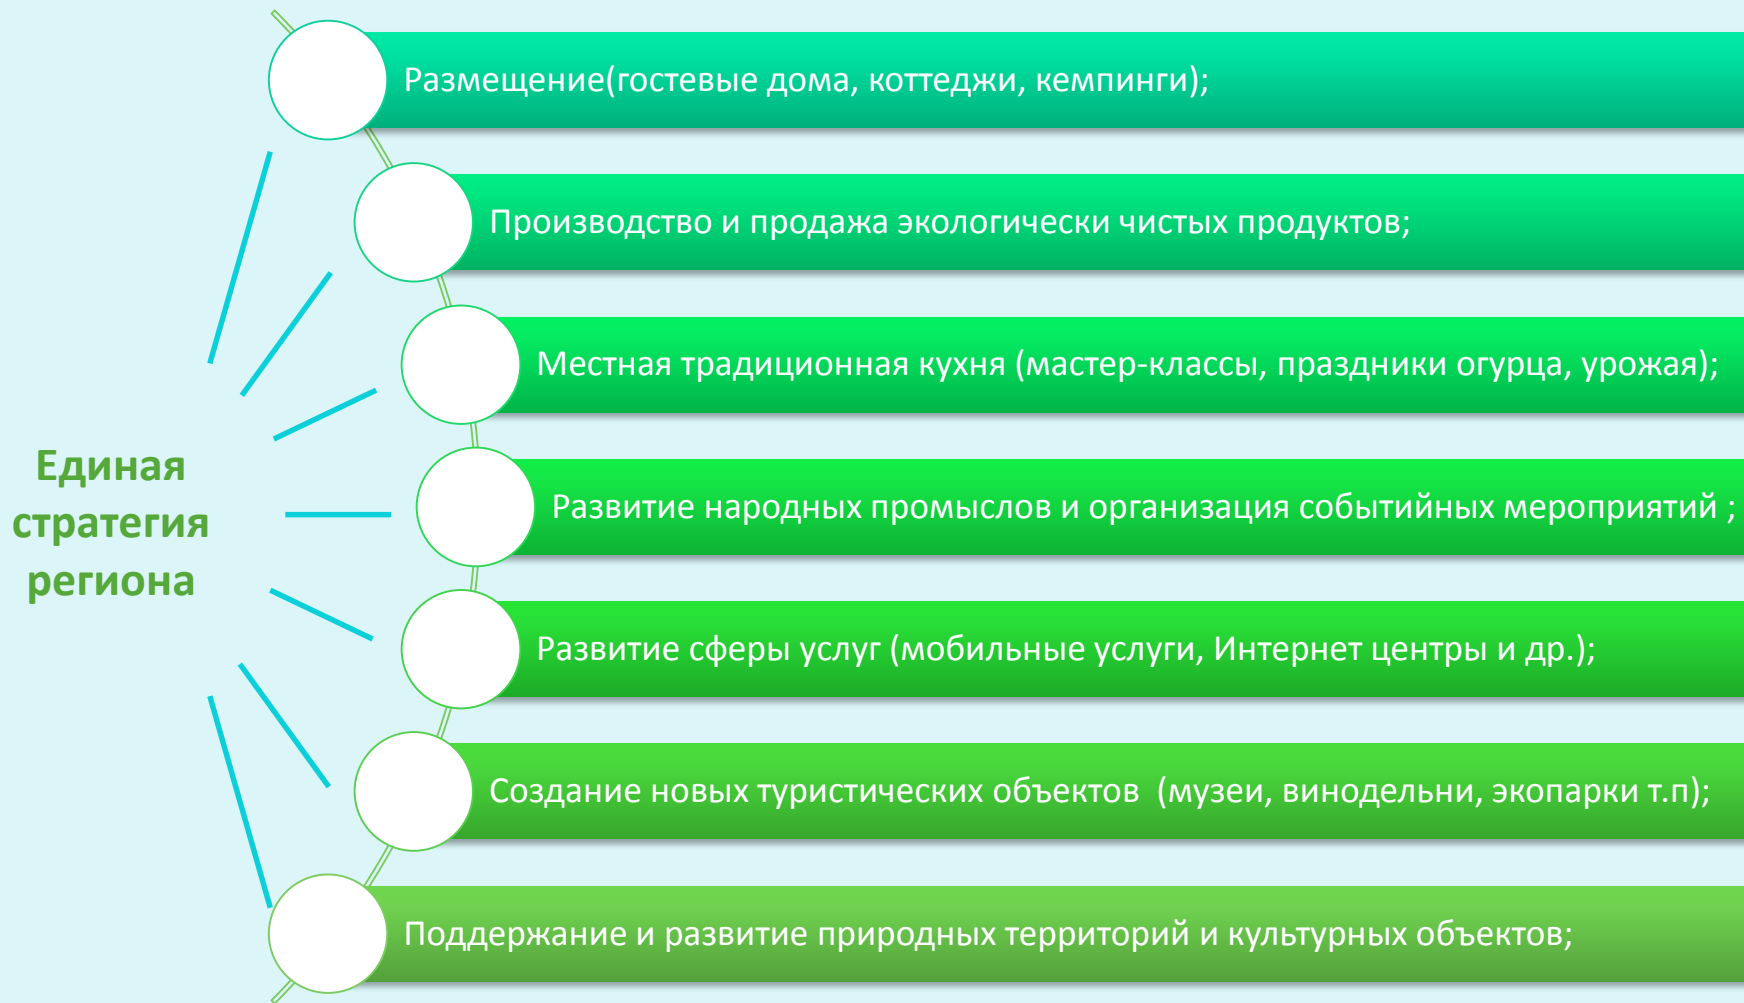 Размещение(гостевые дома, коттеджи, кемпинги);
Производство и продажа экологически чистых продуктов;
Местная традиционная кухня (мастер-классы, праздники огурца, урожая);
Единая
стратегия
региона
Развитие народных промыслов и организация событийных мероприятий ;
Развитие сферы услуг (мобильные услуги, Интернет центры и др.);
Создание новых туристических объектов  (музеи, винодельни, экопарки т.п);
Поддержание и развитие природных территорий и культурных объектов;